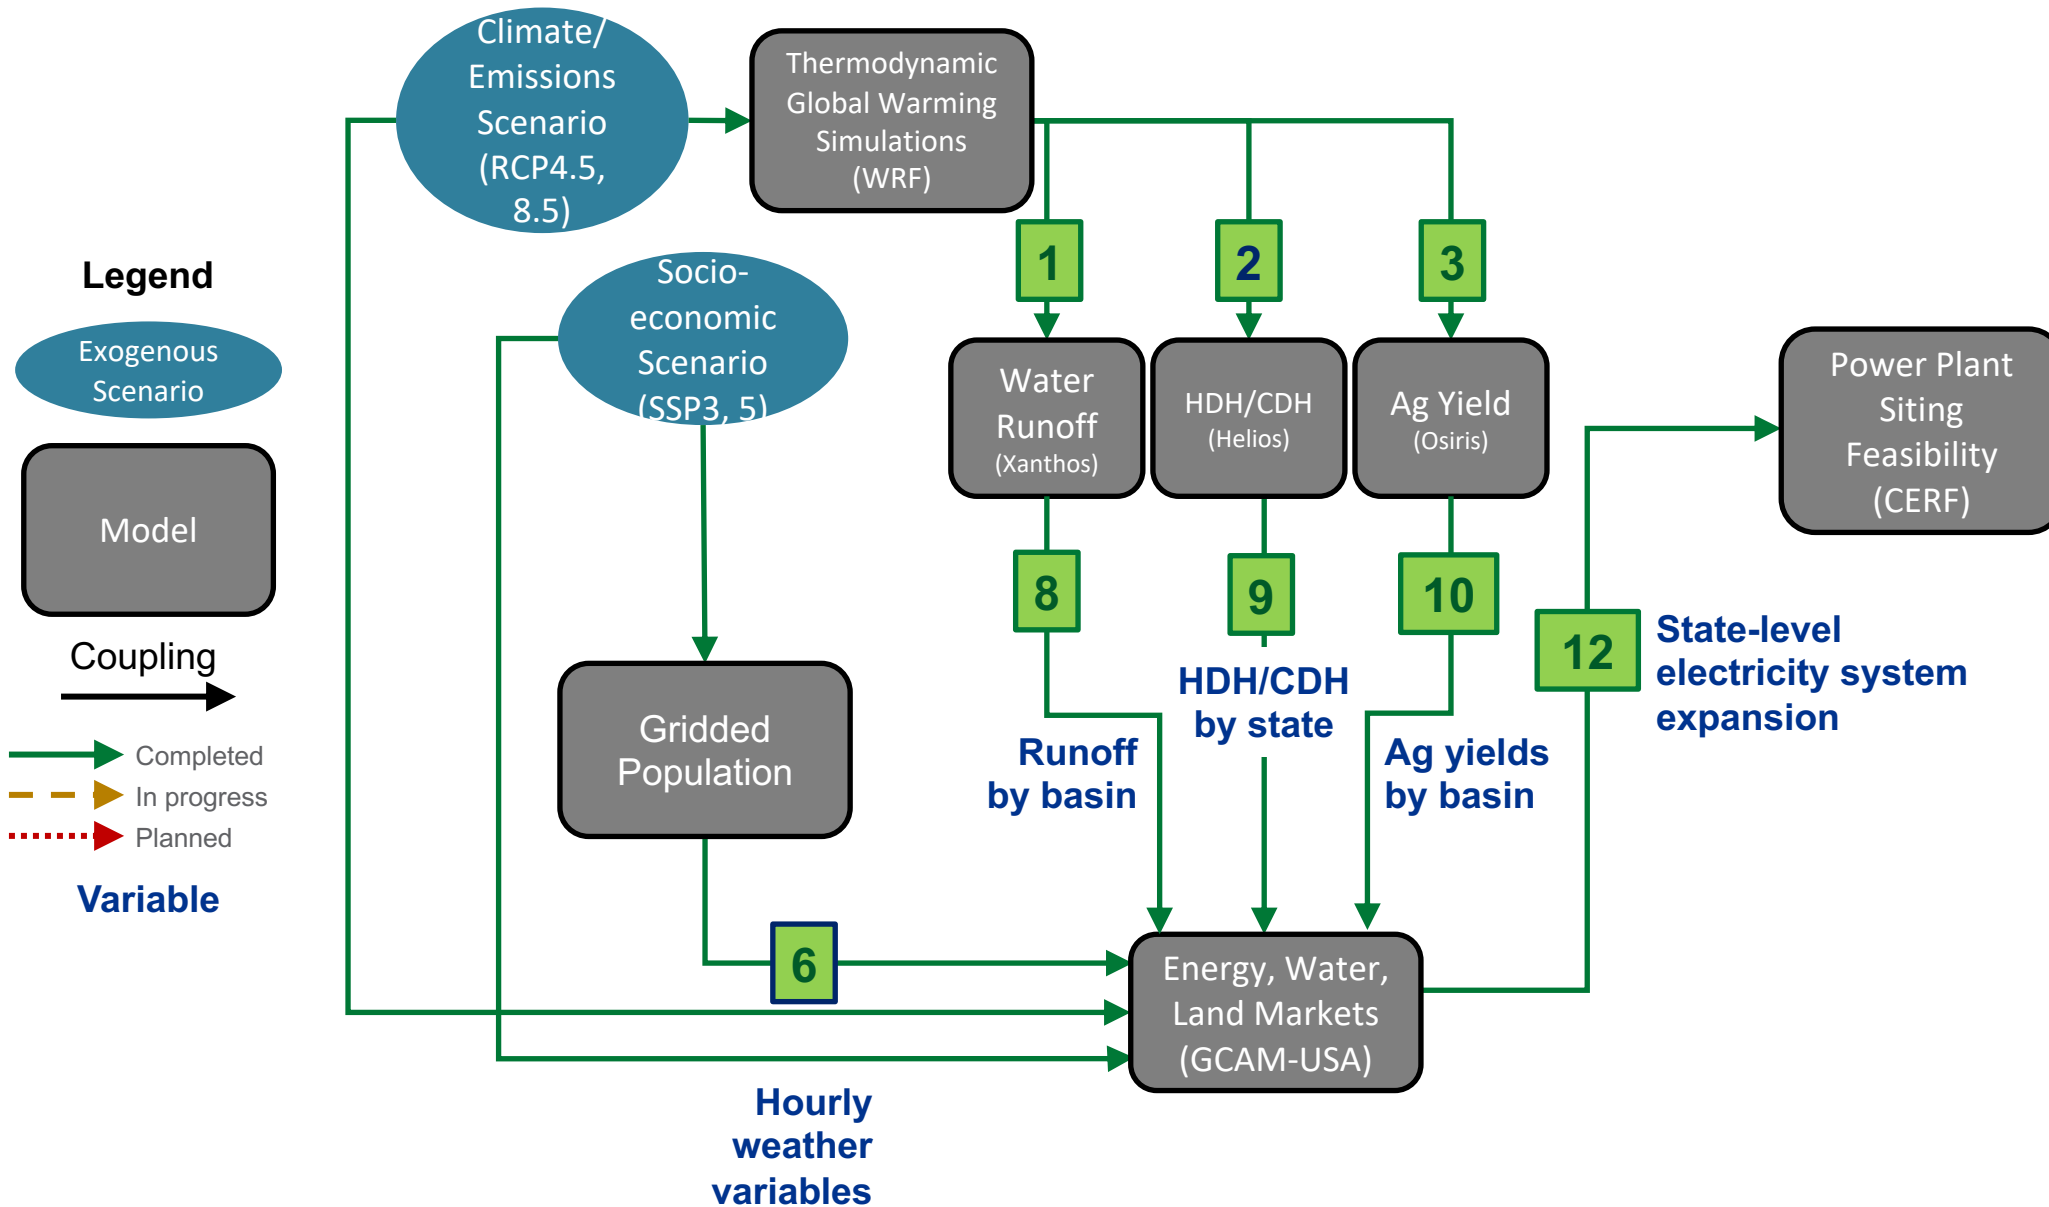 Climate/
Emissions
Scenario
(RCP4.5,
8.5)
Thermodynamic
Global Warming
Simulations
(WRF)
1
2
3
Legend
Exogenous
Scenario
Model
Coupling
Completed
In progress
Planned
Variable
Socio-
economic
Scenario
(SSP3, 5)
Water
Runoff
(Xanthos)
HDH/CDH
(Helios)
Ag Yield
(Osiris)
Power Plant
Siting
Feasibility
(CERF)
8
9
10
12
State-level
electricity system
expansion
Gridded
Population
Runoff
by basin
HDH/CDH
by state
Ag yields
by basin
6
Energy, Water,
Land Markets
(GCAM-USA)
Hourly
weather
variables